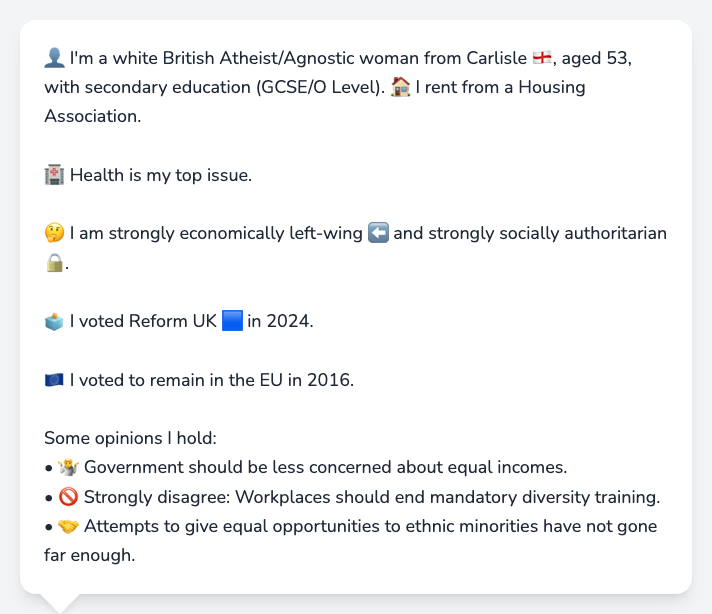 👤 I'm a white British Atheist/Agnostic woman from Carlisle 🏴󠁧󠁢󠁥󠁮󠁧󠁿, aged 53,
with secondary education (GCSE/O Level). 🏠 I rent from a Housing
Association.
🏥 Health is my top issue.
🤔 I am strongly economically left-wing ⬅️ and strongly socially authoritarian
🔒.
🗳️ I voted Reform UK 🟦 in 2024.
🇪🇺 I voted to remain in the EU in 2016.
Some opinions I hold:
• 🤷 Government should be less concerned about equal incomes.
• 🚫 Strongly disagree: Workplaces should end mandatory diversity training.
• 🤝 Attempts to give equal opportunities to ethnic minorities have not gone
far enough.